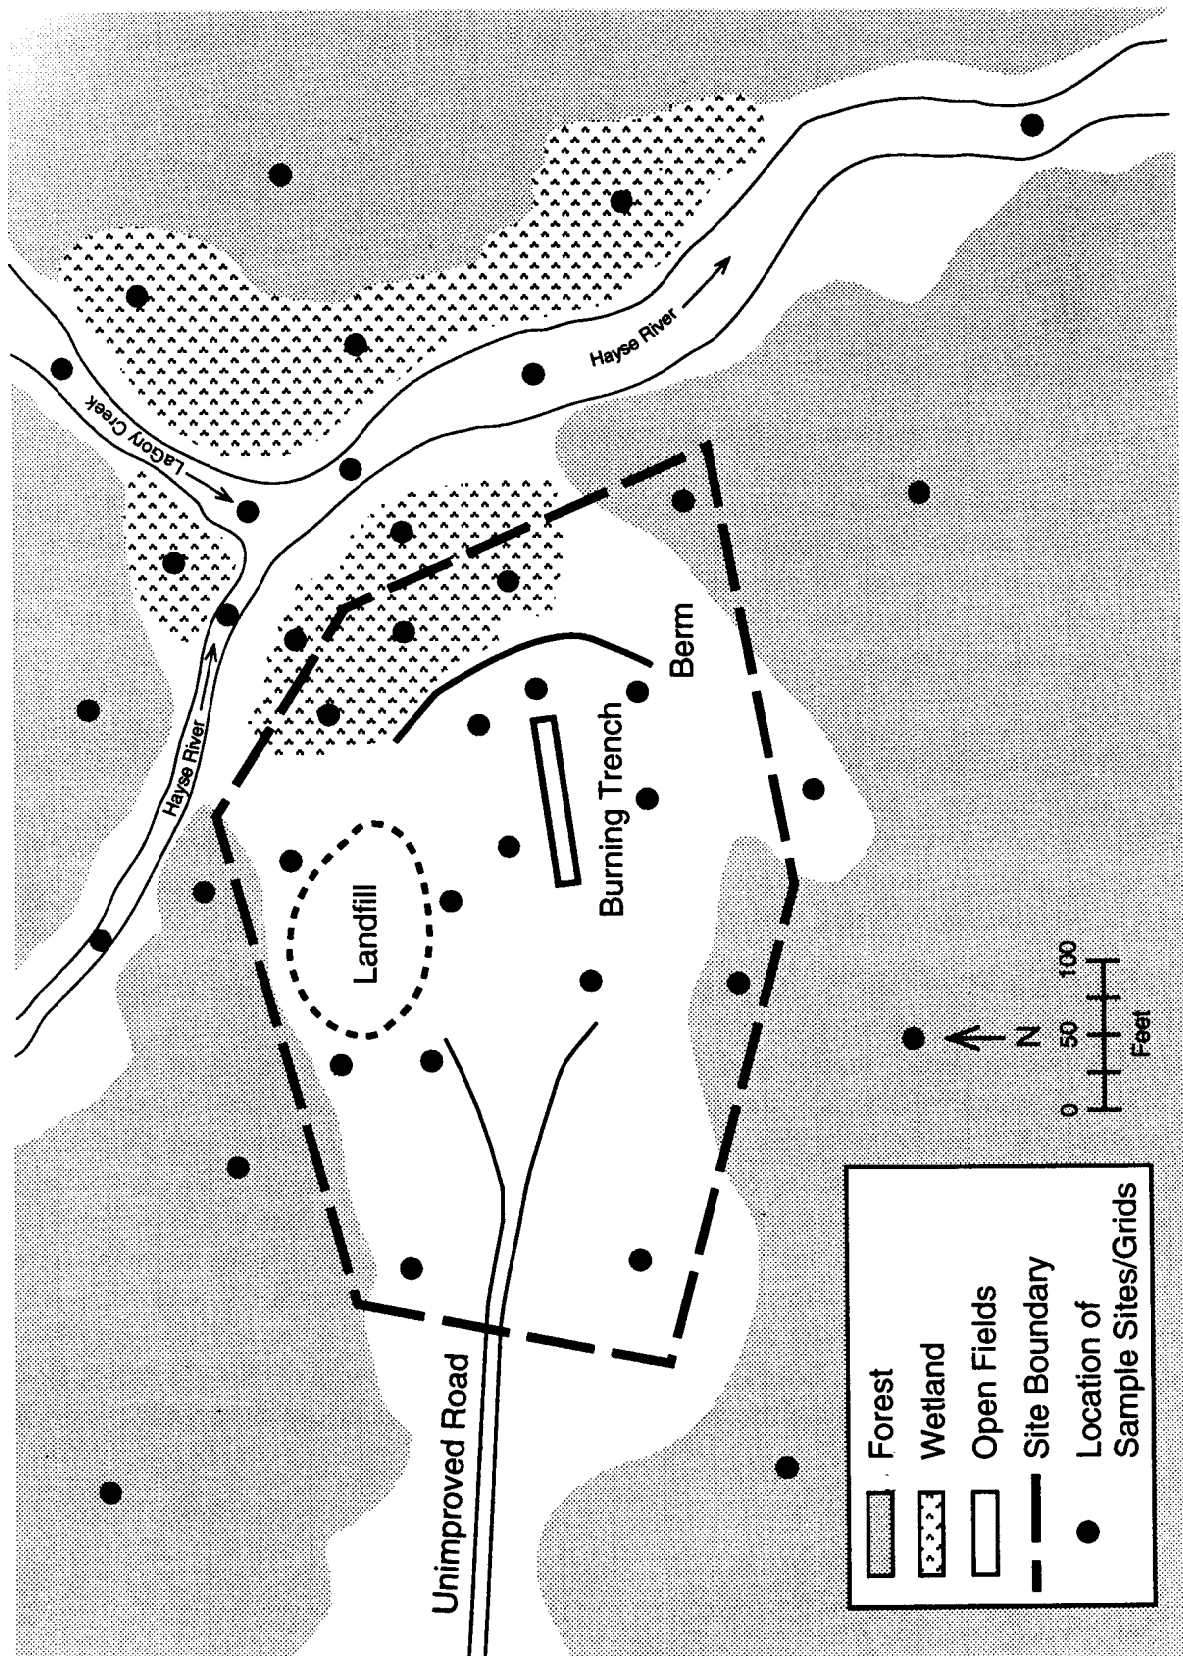 LaGory Creek
Hayse River
Hayse River
Landfill
Burning Trench
Berm
Unimproved Road
Forest
Wetland
Open Fields
Site Boundary
Location of
Sample Sites/Grids
N
0 50 100
Feet